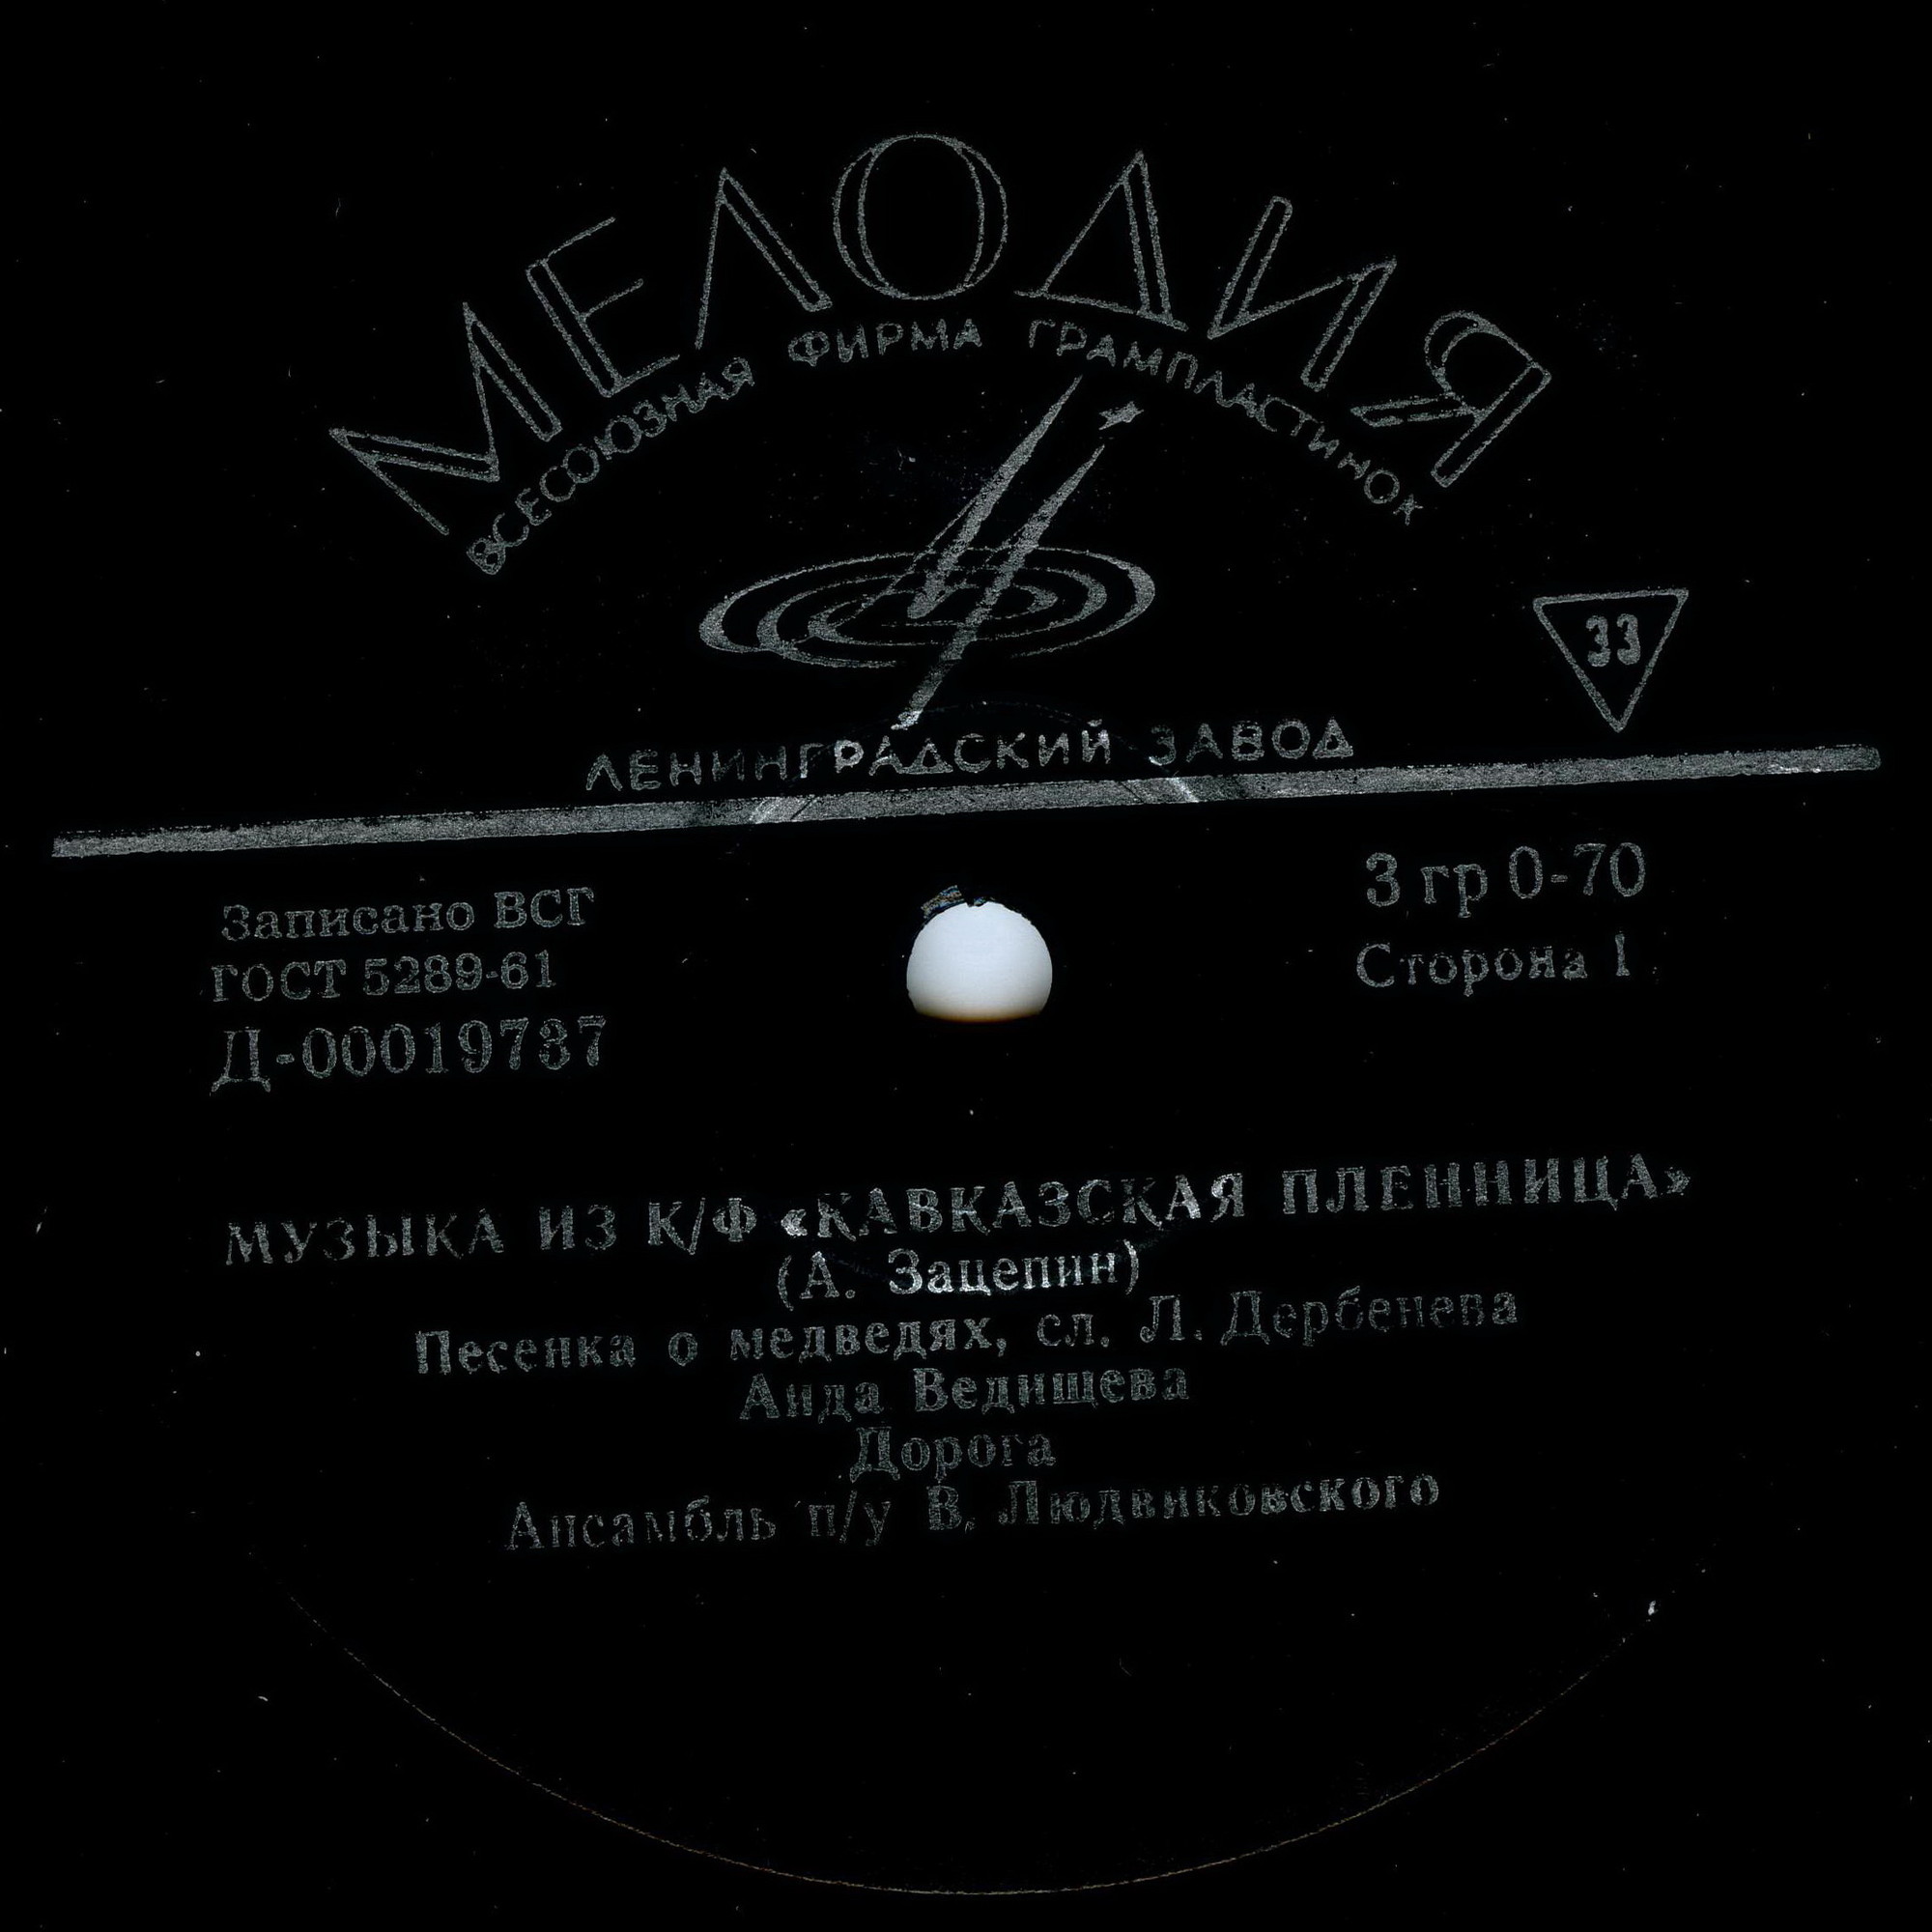 МЕЛОДИЯ
ВСЕСОЮЗНАЯ ФИРМА ГРАМПЛАСТИНОК
33
ЛЕНИНГРАДСКИЙ ЗАВОД
Записано ВСГ
ГОСТ 5289-61
Д-00019737
3 гр 0-70
Сторона 1
МУЗЫКА ИЗ К/Ф «КАВКАЗСКАЯ ПЛЕННИЦА»
(А. Зацепин)
Песенка о медведях, сл. Л. Дербенева
Аида Ведищева
Дорога
Ансамбль п/у В. Людвиковского